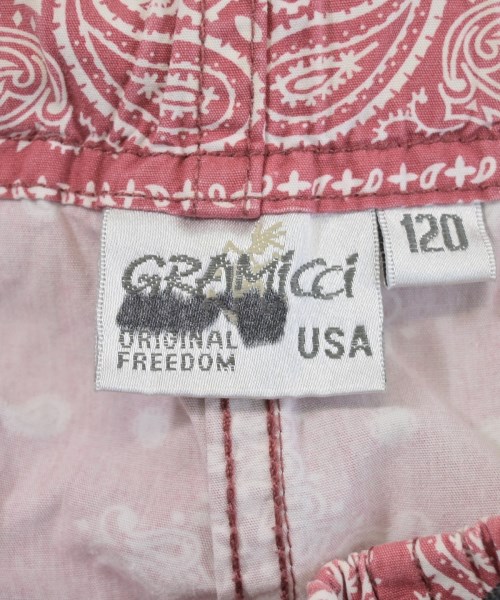 GRAMiCCi
ORIGINAL
FREEDOM
USA
120